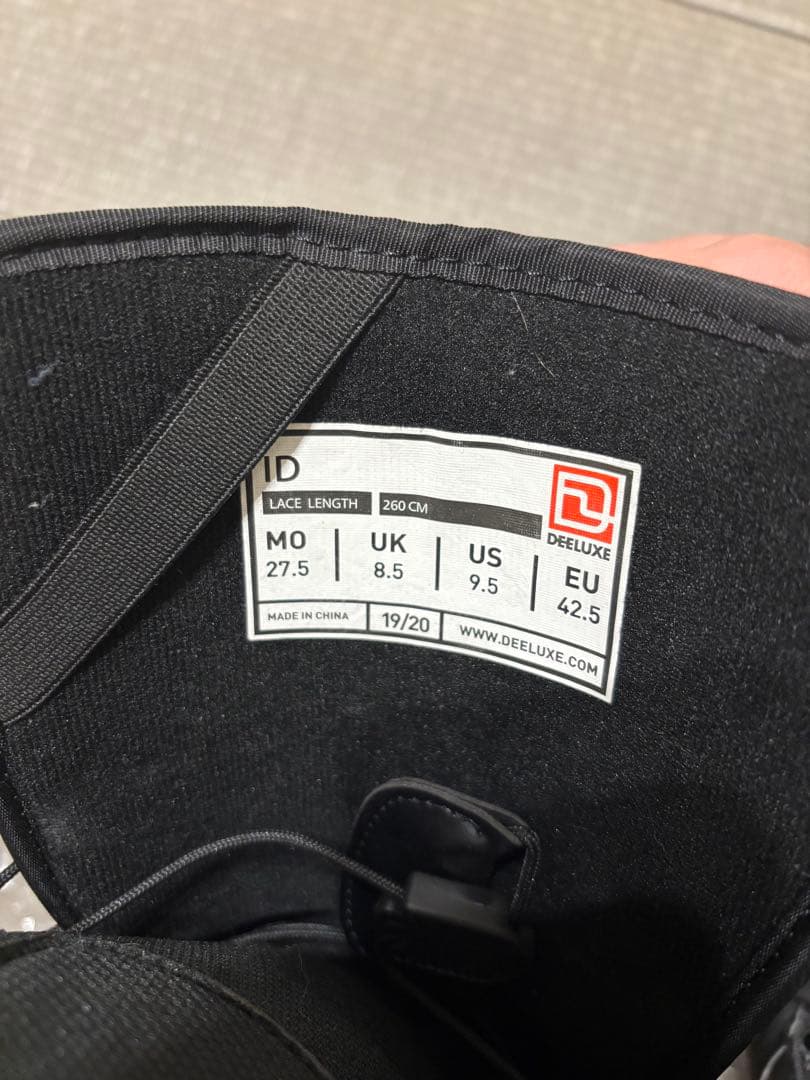 ID
LACE LENGTH 260 CM
DEELUXE
MO UK US EU
27.5 8.5 9.5 42.5
MADE IN CHINA 19/20 WWW.DEELUXE.COM